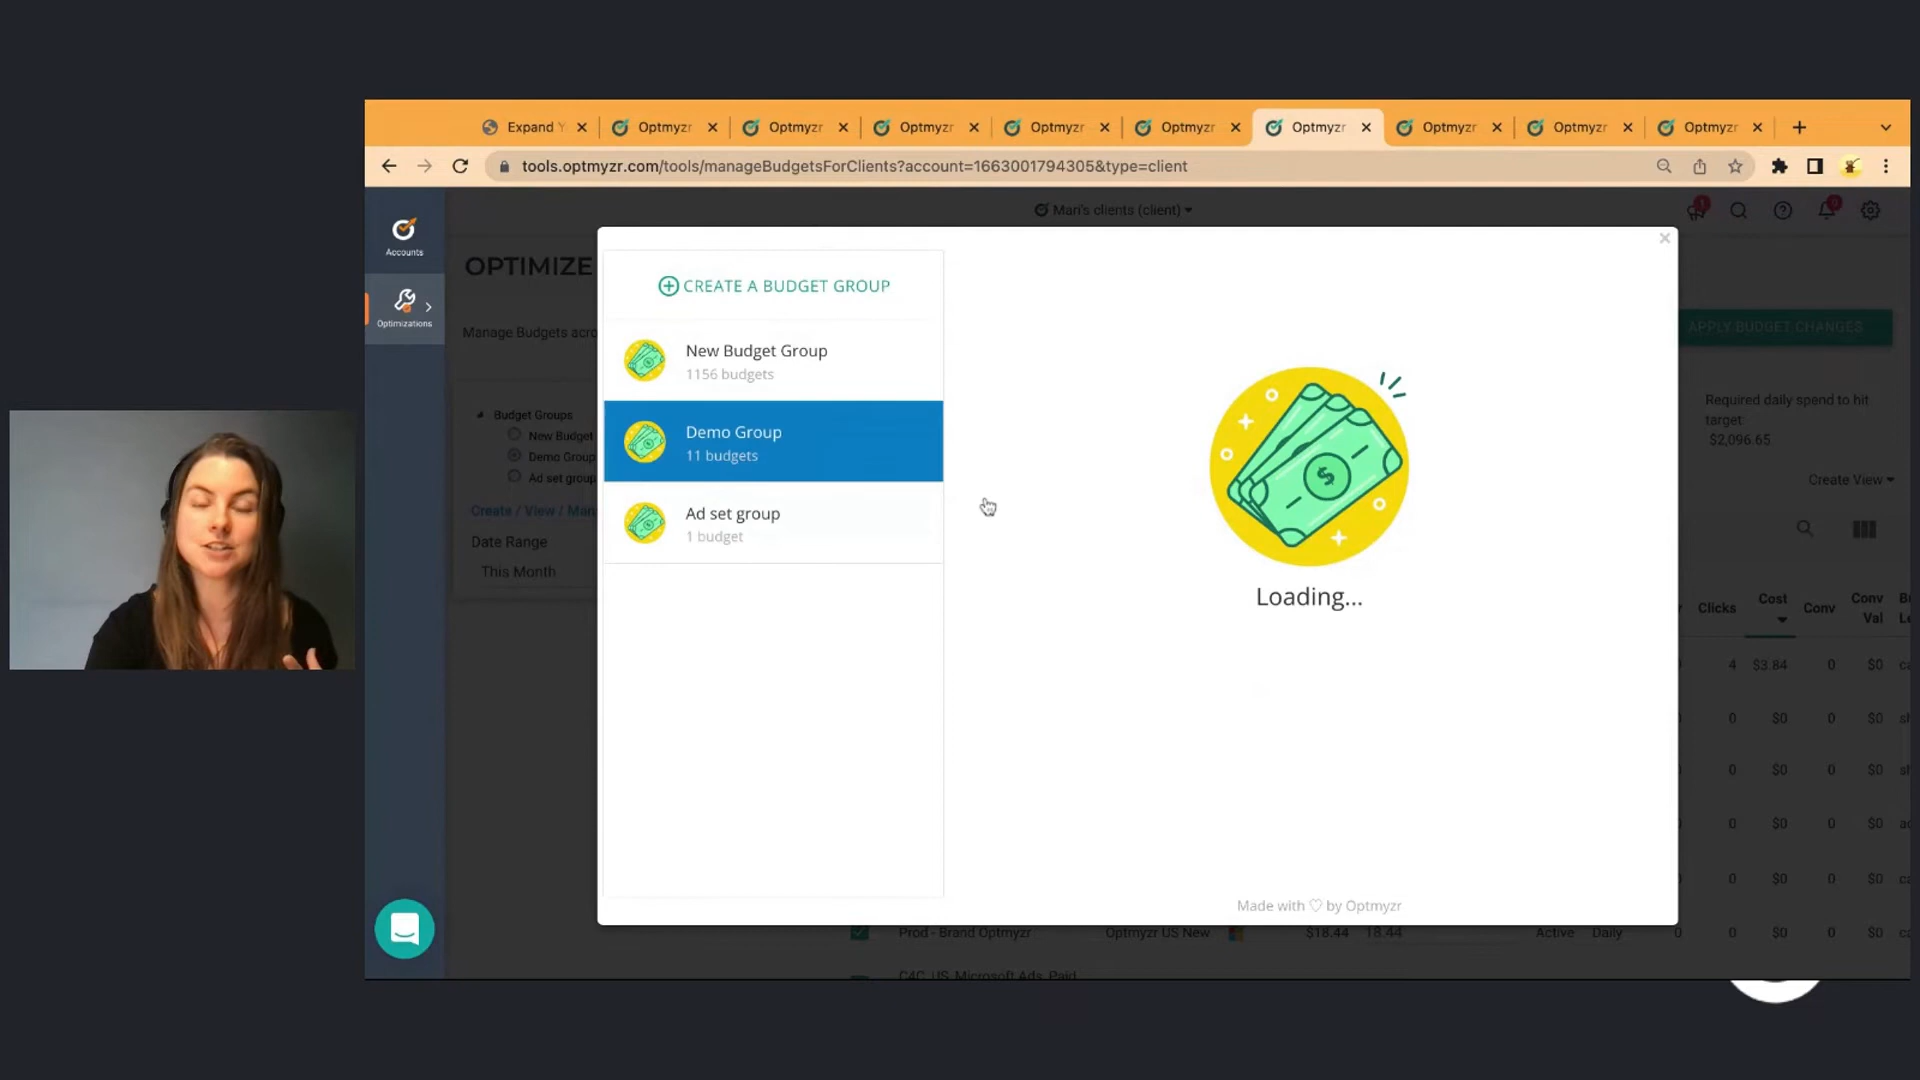 Expand Y
Optmyzr
Optmyzr
Optmyzr
Optmyzr
Optmyzr
Optmyzr
Optmyzr
Optmyzr
Optmyzr
tools.optmyzr.com/tools/manageBudgetsForClients?account=1663001794305&type=client
Accounts
Optimizations
Mari's clients (client)
OPTIMIZE
Manage Budgets acro
APPLY BUDGET CHANGES
CREATE A BUDGET GROUP
New Budget Group
1156 budgets
Demo Group
11 budgets
Ad set group
1 budget
Loading...
Made with ♡ by Optmyzr
Budget Groups
New Budget
Demo Group
Ad set group
Create / View / Man
Date Range
This Month
Required daily spend to hit
target:
$2,096.65
Create View
Clicks Cost Conv Conv
Val
4 $3.84 0 $0
0 $0 0 $0
0 $0 0 $0
0 $0 0 $0
0 $0 0 $0
Prod - Brand Optmyzr Optmyzr US New $18.44 18.44 Active Daily 0 $0 0 $0
C4C_US_Microsoft Ads_Paid